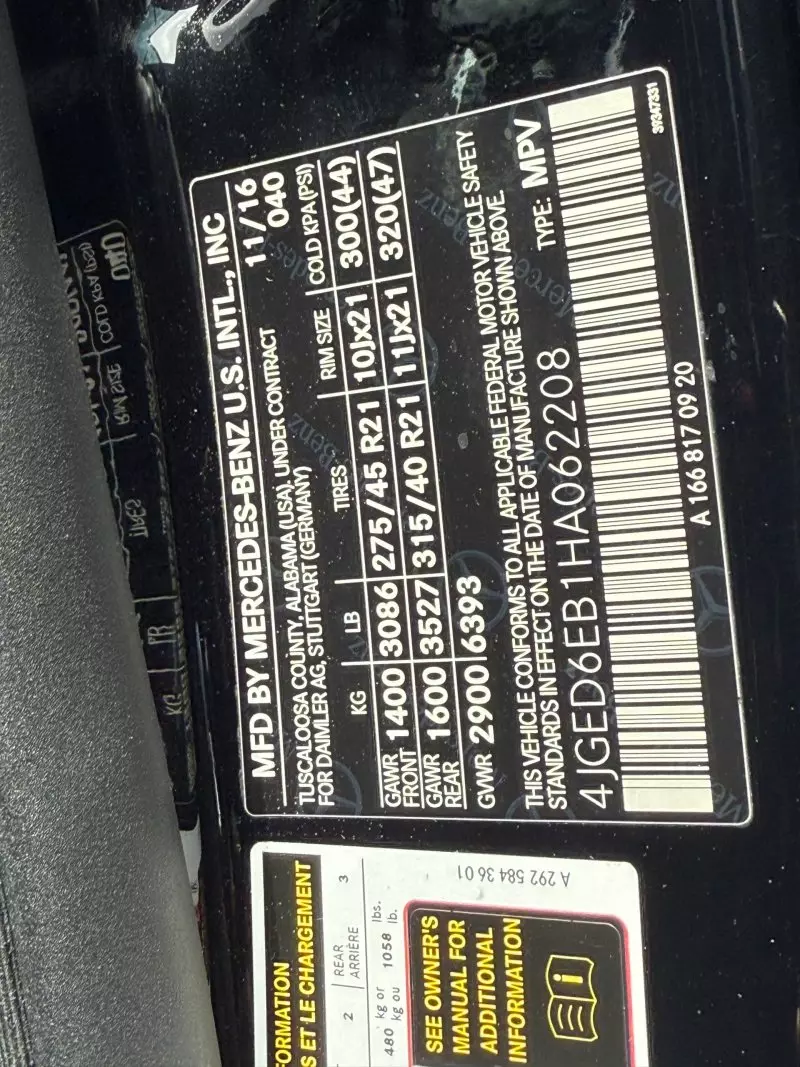 MFD BY MERCEDES-BENZ U.S. INTL., INC
11/16
040
TUSCALOOSA COUNTY, ALABAMA (USA), UNDER CONTRACT
FOR DAIMLER AG, STUTTGART (GERMANY)
KG LB TIRES RIM SIZE COLD KPA (PSI)
GAWR FRONT 1400 3086 275/45 R21 10Jx21 300(44)
GAWR REAR 1600 3527 315/40 R21 11Jx21 320(47)
GVWR 2900 6393
THIS VEHICLE CONFORMS TO ALL APPLICABLE FEDERAL MOTOR VEHICLE SAFETY
STANDARDS IN EFFECT ON THE DATE OF MANUFACTURE SHOWN ABOVE.
4JGED6EB1HA062208 TYPE: MPV
A 166 817 09 20
39347331
ORMATION
S ET LE CHARGEMENT
2 REAR ARRIÈRE 3
480 kg or kg ou 1058 lbs. lb.
SEE OWNER'S
MANUAL FOR
ADDITIONAL
INFORMATION
A 292 584 36 01